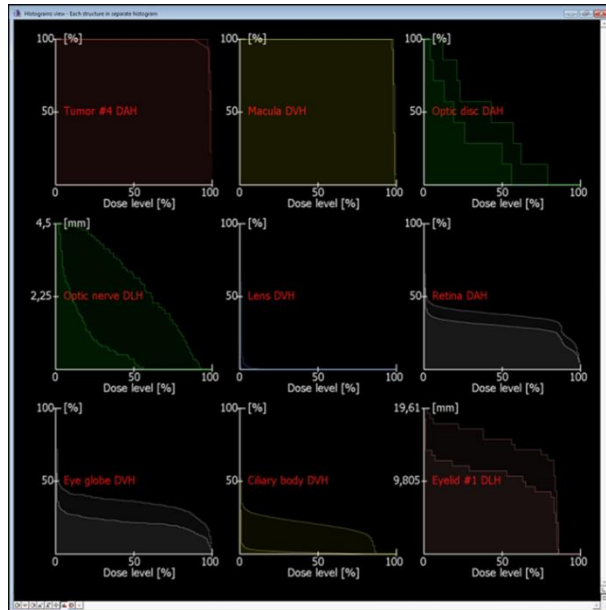 Histograms view - Each structure in separate histogram
100 [%]
50
Tumor #4 DAH
0 50 100
Dose level [%]
100 [%]
50
Macula DVH
0 50 100
Dose level [%]
100 [%]
50
Optic disc DAH
0 50 100
Dose level [%]
4,5 [mm]
2,25
Optic nerve DLH
0 50 100
Dose level [%]
100 [%]
50
Lens DVH
0 50 100
Dose level [%]
100 [%]
50
Retina DAH
0 50 100
Dose level [%]
100 [%]
50
Eye globe DVH
0 50 100
Dose level [%]
100 [%]
50
Ciliary body DVH
0 50 100
Dose level [%]
19,61 [mm]
9,805
Eyelid #1 DLH
0 50 100
Dose level [%]